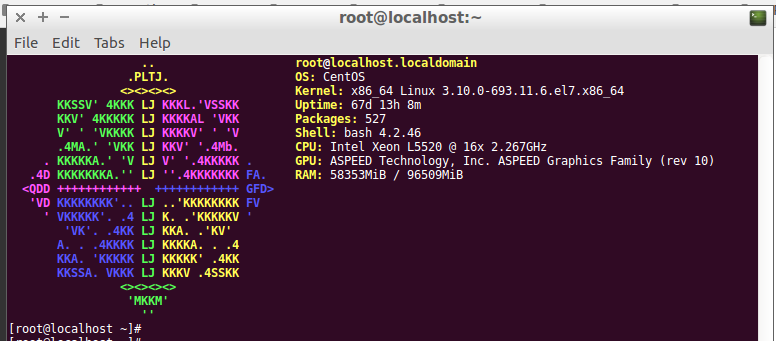 root@localhost:~
File Edit Tabs Help
..
.PLTJ.
<><><><>
KKSSV' 4KKK LJ KKKL.'VSSKK
KKV' 4KKKKK LJ KKKKAL 'VKK
V' ' 'VKKKK LJ KKKKV' ' 'V
.4MA.' 'VKK LJ KKV' '.4Mb.
. KKKKKA.' 'V LJ V' '.4KKKKK .
.4D KKKKKKKA.'' LJ ''.4KKKKKKK FA.
<QDD ++++++++++++ ++++++++++++ GFD>
'VD KKKKKKKK'.. LJ ..'KKKKKKKK FV
' VKKKKK'. .4 LJ K. .'KKKKKV '
'VK'. .4KK LJ KKA. .'KV'
A. . .4KKKK LJ KKKKA. . .4
KKA. 'KKKKK LJ KKKKK' .4KK
KKSSA. VKKK LJ KKKV .4SSKK
<><><><>
'MKKM'
''
root@localhost.localdomain
OS: CentOS
Kernel: x86_64 Linux 3.10.0-693.11.6.el7.x86_64
Uptime: 67d 13h 8m
Packages: 527
Shell: bash 4.2.46
CPU: Intel Xeon L5520 @ 16x 2.267GHz
GPU: ASPEED Technology, Inc. ASPEED Graphics Family (rev 10)
RAM: 58353MiB / 96509MiB
[root@localhost ~]#
[root@localhost ~]#